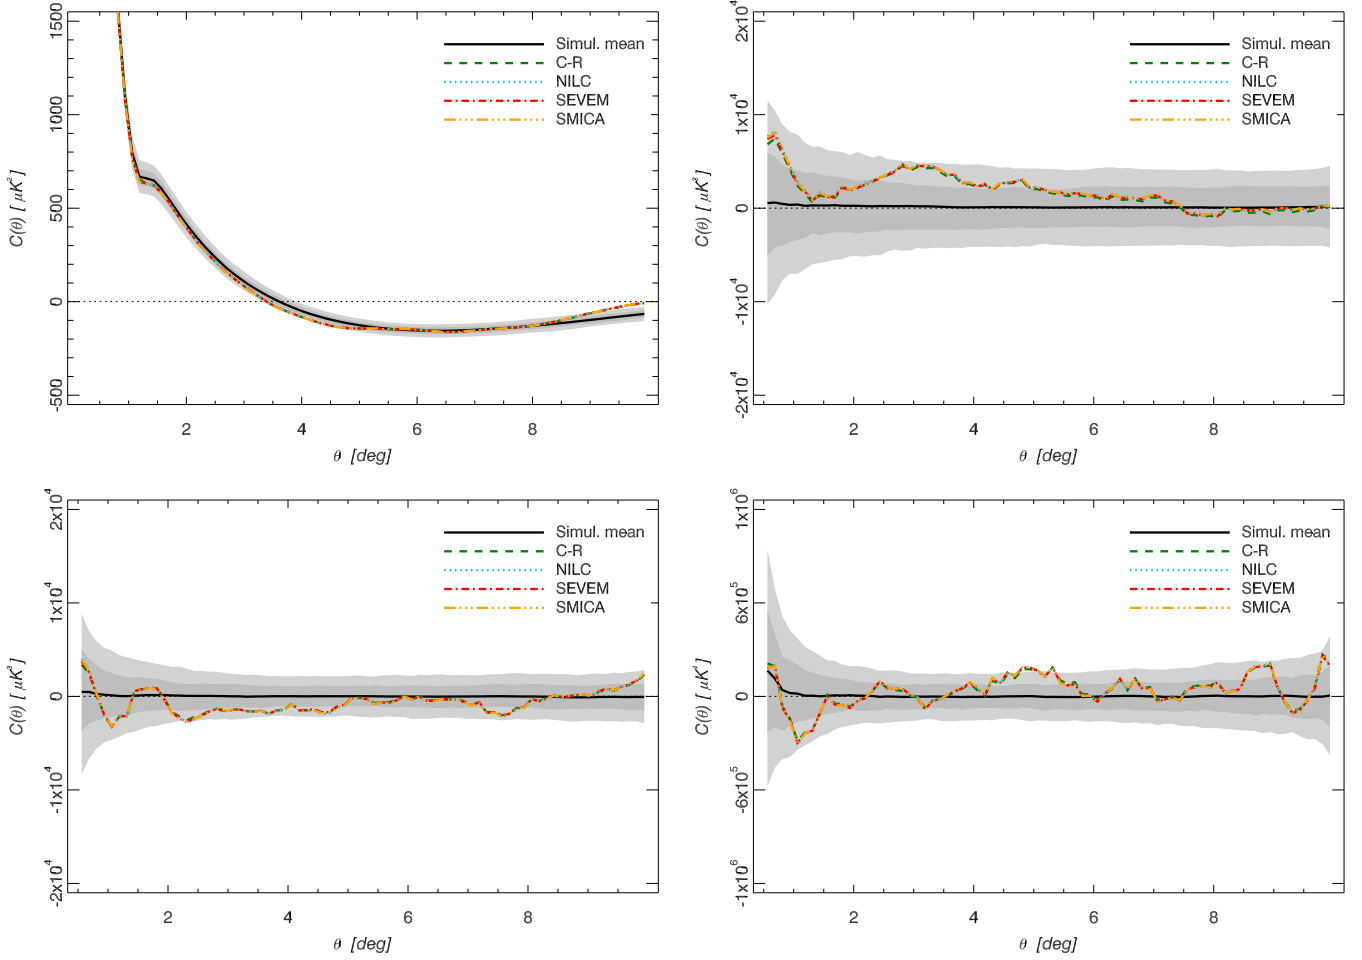 1500
1000
500
0
-500
C(θ) [ μK²]
Simul. mean
C-R
NILC
SEVEM
SMICA
2 4 6 8
θ [deg]
2x10⁴
1x10⁴
0
-1x10⁴
-2x10⁴
C(θ) [ μK³]
Simul. mean
C-R
NILC
SEVEM
SMICA
2 4 6 8
θ [deg]
2x10⁴
1x10⁴
0
-1x10⁴
-2x10⁴
C(θ) [ μK³]
Simul. mean
C-R
NILC
SEVEM
SMICA
2 4 6 8
θ [deg]
1x10⁶
6x10⁵
0
-6x10⁵
-1x10⁶
C(θ) [ μK⁴]
Simul. mean
C-R
NILC
SEVEM
SMICA
2 4 6 8
θ [deg]